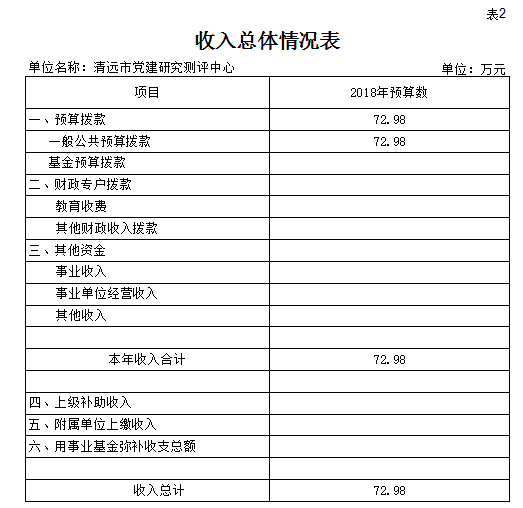 表2
收入总体情况表
单位名称：清远市党建研究测评中心 单位：万元
项目 2018年预算数
一、预算拨款 72.98
一般公共预算拨款 72.98
基金预算拨款
二、财政专户拨款
教育收费
其他财政收入拨款
三、其他资金
事业收入
事业单位经营收入
其他收入
本年收入合计 72.98
四、上级补助收入
五、附属单位上缴收入
六、用事业基金弥补收支总额
收入总计 72.98